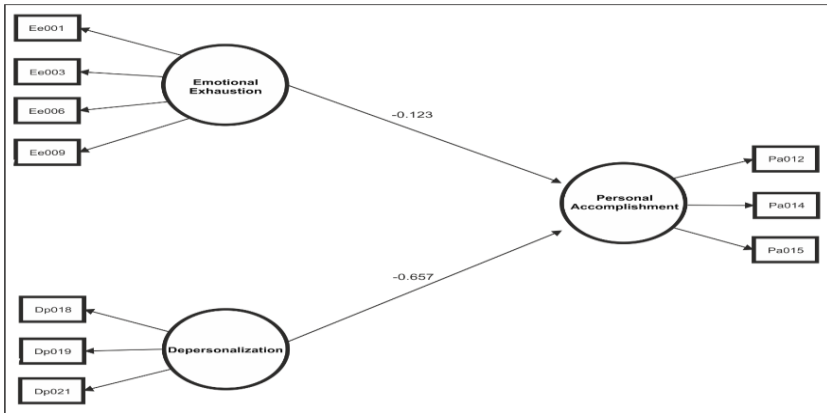 Ee001
Ee003
Ee006
Ee009
Emotional
Exhaustion
-0.123
Personal
Accomplishment
Pa012
Pa014
Pa015
-0.657
Dp018
Dp019
Dp021
Depersonalization